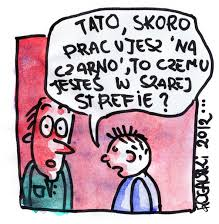 TATO, SKORO
PRACUJESZ 'NA
CZARNO', TO CZEMU
JESTEŚ W SZAREJ
STREFIE?